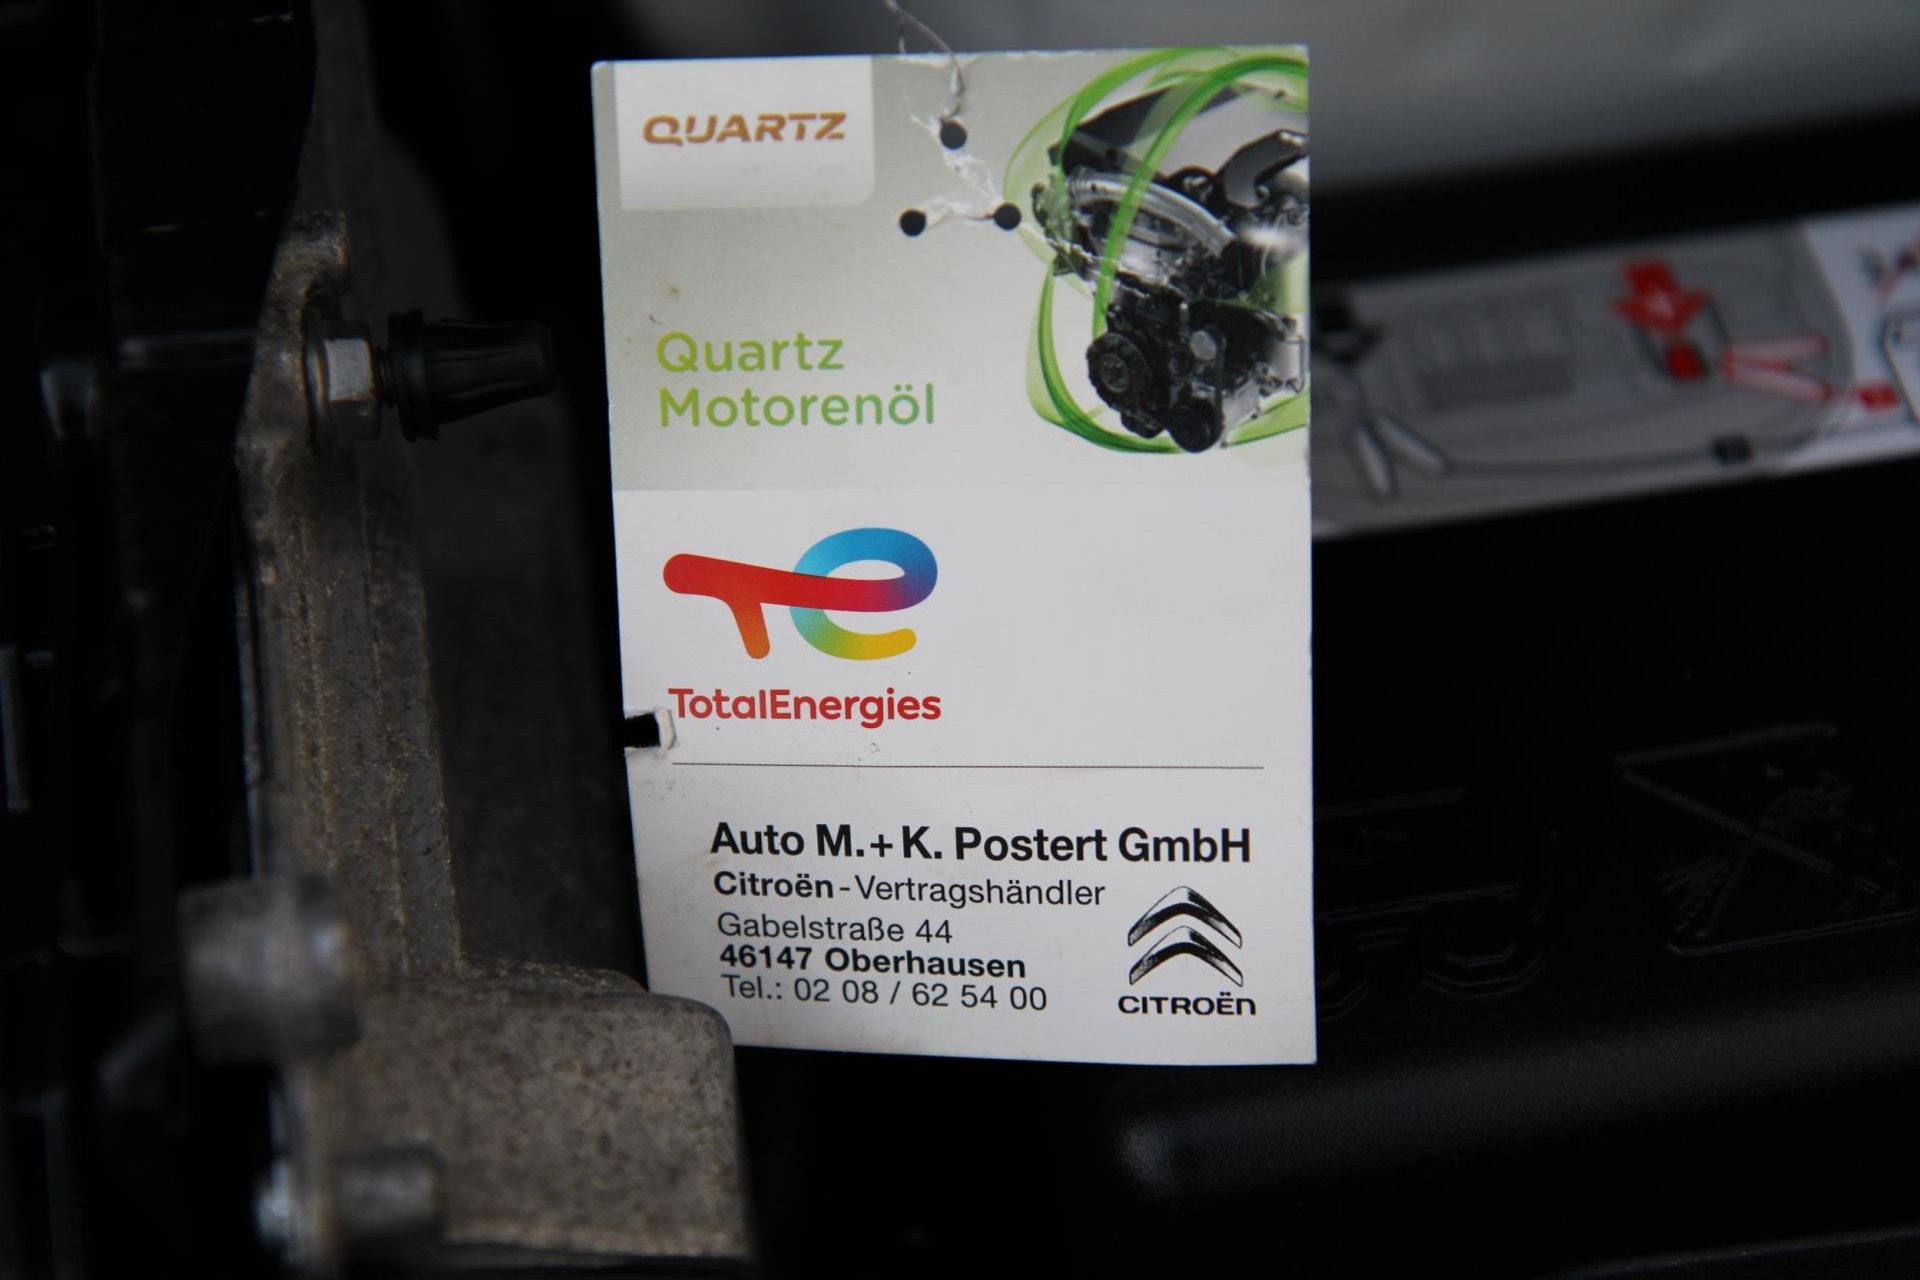 QUARTZ
Quartz
Motorenöl
TotalEnergies
Auto M.+K. Postert GmbH
Citroën-Vertragshändler
Gabelstraße 44
46147 Oberhausen
Tel.: 02 08 / 62 54 00
CITROËN